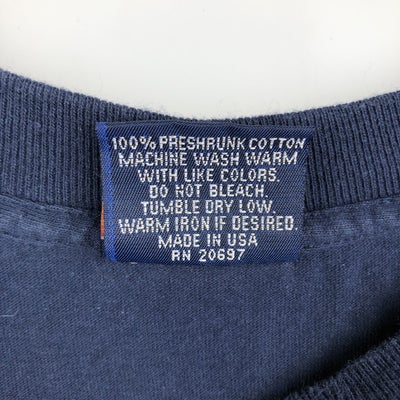 100% PRESHRUNK COTTON
MACHINE WASH WARM
WITH LIKE COLORS.
DO NOT BLEACH.
TUMBLE DRY LOW.
WARM IRON IF DESIRED.
MADE IN USA
RN 20697